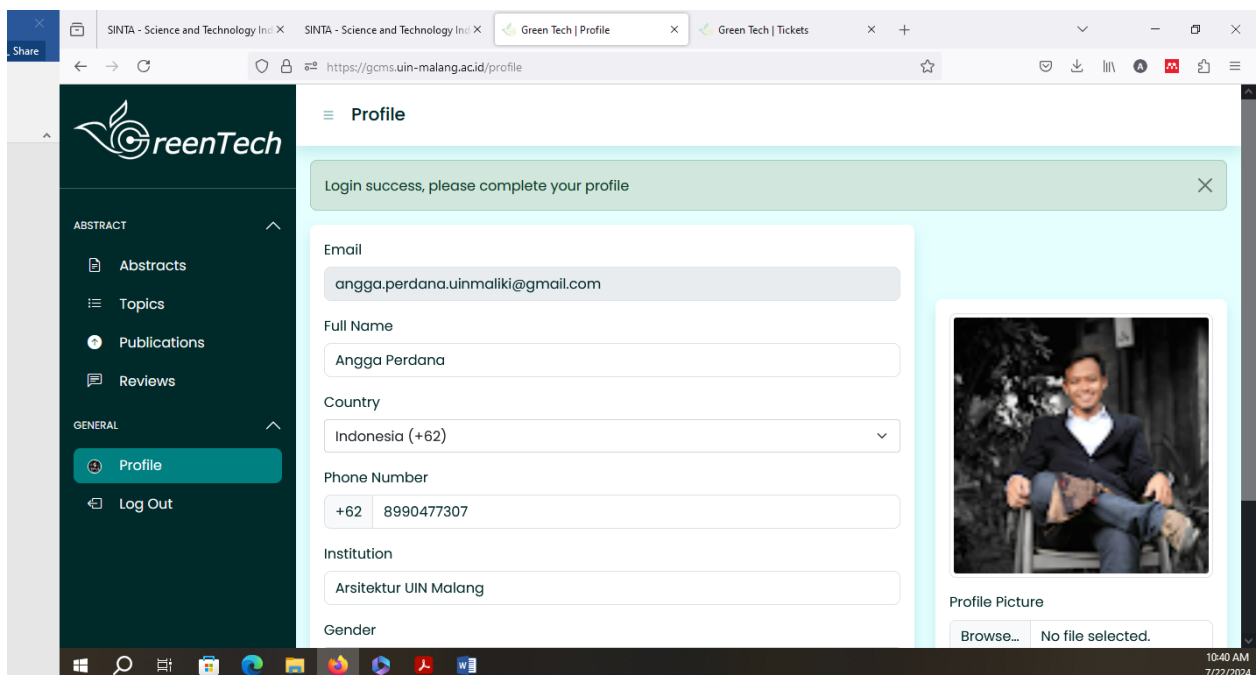 SINTA - Science and Technology Ind
SINTA - Science and Technology Ind
Green Tech | Profile
Green Tech | Tickets
Share
https://gcms.uin-malang.ac.id/profile
GreenTech
Profile
Login success, please complete your profile
ABSTRACT
Abstracts
Topics
Publications
Reviews
GENERAL
Profile
Log Out
Email
angga.perdana.uinmaliki@gmail.com
Full Name
Angga Perdana
Country
Indonesia (+62)
Phone Number
+62 8990477307
Institution
Arsitektur UIN Malang
Gender
Profile Picture
Browse... No file selected.
10:40 AM
7/22/2024